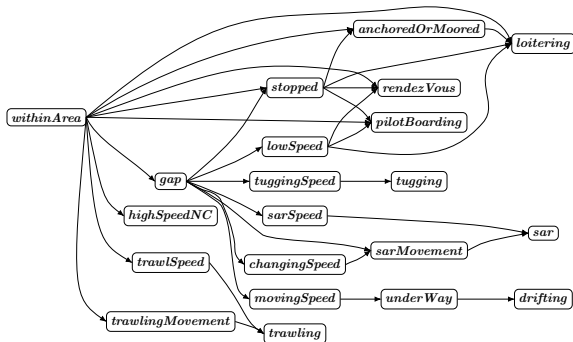 anchoredOrMoored
loitering
stopped
rendezVous
withinArea
pilotBoarding
lowSpeed
gap
tuggingSpeed
tugging
highSpeedNC
sarSpeed
sar
sarMovement
trawlSpeed
changingSpeed
movingSpeed
underWay
drifting
trawlingMovement
trawling